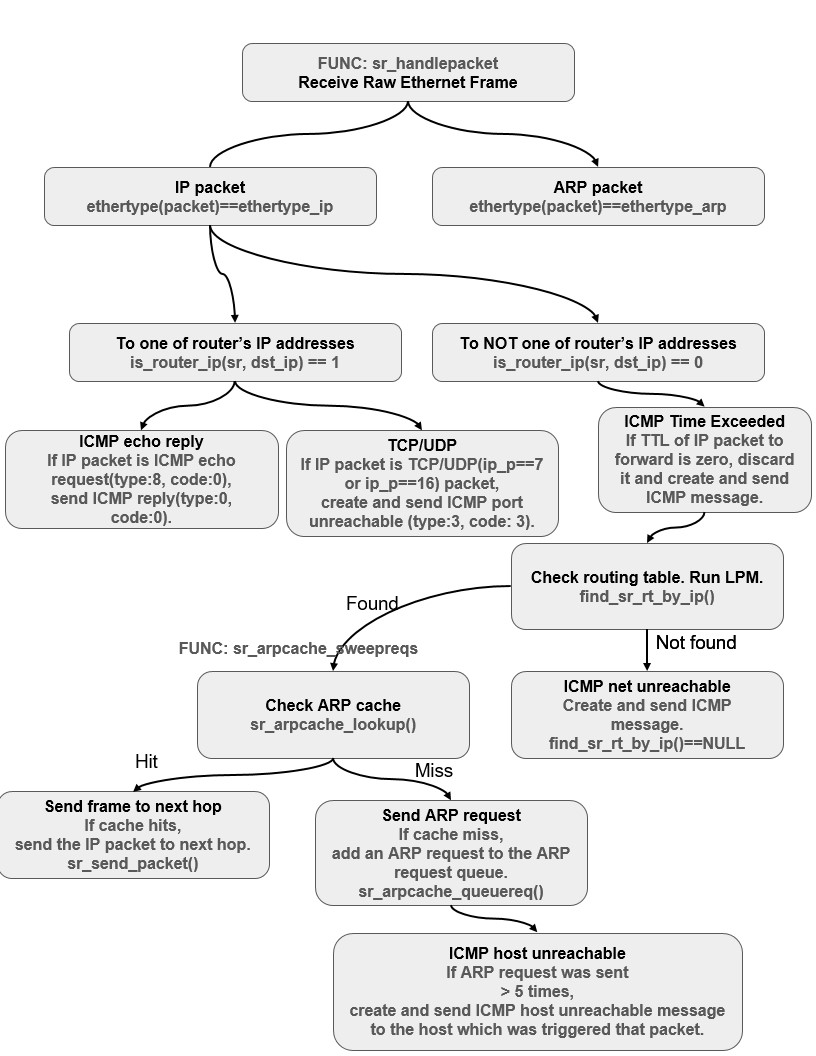 FUNC: sr_handlepacket
Receive Raw Ethernet Frame
IP packet
ethertype(packet)==ethertype_ip
ARP packet
ethertype(packet)==ethertype_arp
To one of router's IP addresses
is_router_ip(sr, dst_ip) == 1
To NOT one of router's IP addresses
is_router_ip(sr, dst_ip) == 0
ICMP echo reply
If IP packet is ICMP echo
request(type:8, code:0),
send ICMP reply(type:0,
code:0).
TCP/UDP
If IP packet is TCP/UDP(ip_p==7
or ip_p==16) packet,
create and send ICMP port
unreachable (type:3, code: 3).
ICMP Time Exceeded
If TTL of IP packet to
forward is zero, discard
it and create and send
ICMP message.
Check routing table. Run LPM.
find_sr_rt_by_ip()
Found
Not found
FUNC: sr_arpcache_sweepreqs
Check ARP cache
sr_arpcache_lookup()
ICMP net unreachable
Create and send ICMP
message.
find_sr_rt_by_ip()==NULL
Hit
Miss
Send frame to next hop
If cache hits,
send the IP packet to next hop.
sr_send_packet()
Send ARP request
If cache miss,
add an ARP request to the ARP
request queue.
sr_arpcache_queuereq()
ICMP host unreachable
If ARP request was sent
> 5 times,
create and send ICMP host unreachable message
to the host which was triggered that packet.